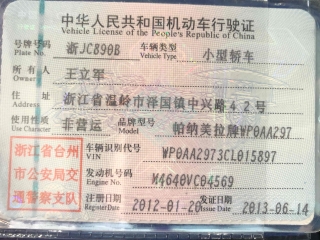 中华人民共和国机动车行驶证
Vehicle License of the People's Republic of China
号牌号码 Plate No. 浙JC890B 车辆类型 Vehicle Type 小型轿车
所有人 Owner 王立军
住址 Address 浙江省温岭市泽国镇中兴路42号
使用性质 Use Character 非营运 品牌型号 Model 帕纳美拉牌WP0AA297
浙江省台州市公安局交通警察支队
车辆识别代号 VIN WP0AA2973CL015897
发动机号码 Engine No. M4640VC04569
注册日期 Register Date 2012-01-20 发证日期 Issue Date 2013-06-14